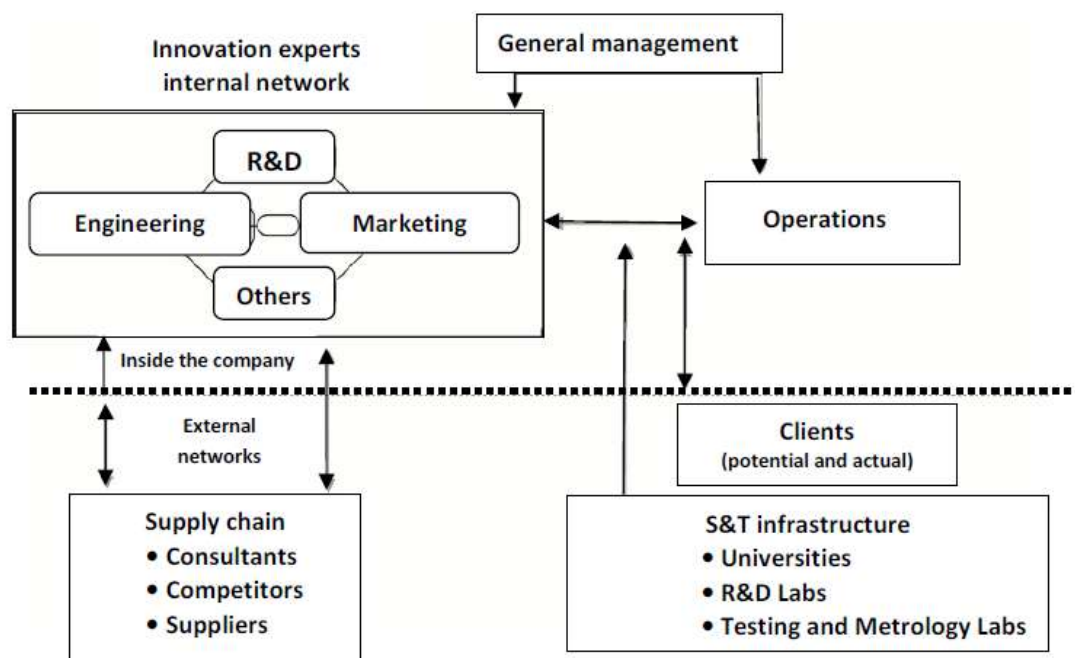 General management
Innovation experts
internal network
R&D
Engineering
Marketing
Others
Operations
Inside the company
External
networks
Clients
(potential and actual)
Supply chain
• Consultants
• Competitors
• Suppliers
S&T infrastructure
• Universities
• R&D Labs
• Testing and Metrology Labs